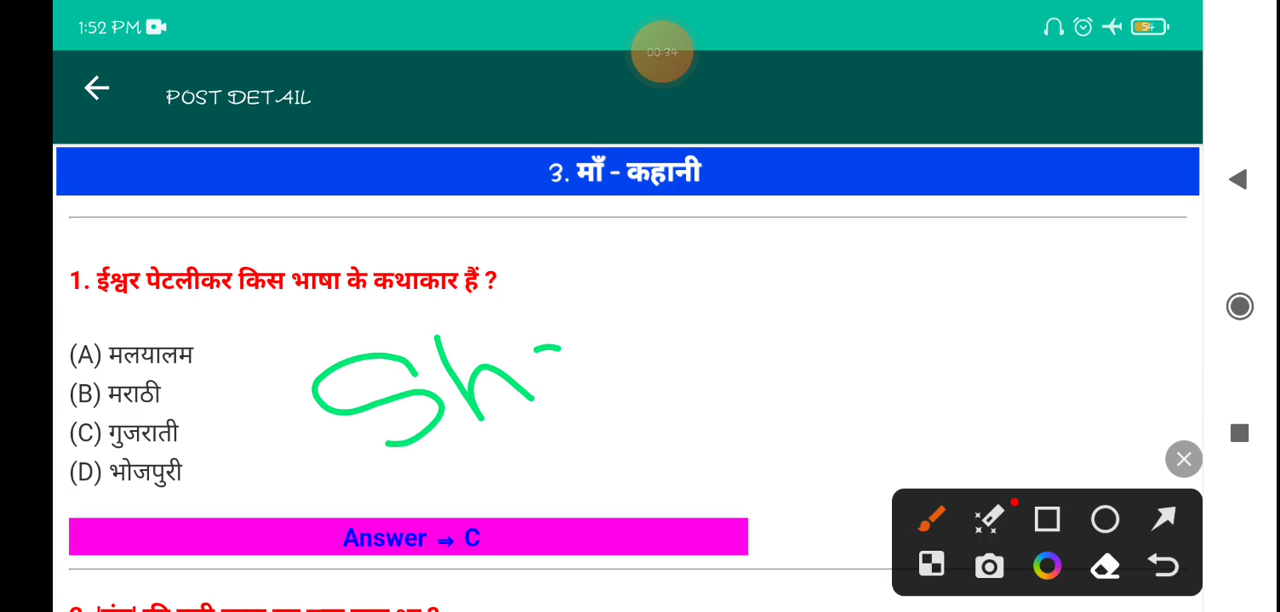 1:52 PM
54
00:34
POST DETAIL
3. माँ - कहानी
1. ईश्वर पेटलीकर किस भाषा के कथाकार हैं ?
(A) मलयालम
(B) मराठी
Sh
(C) गुजराती
(D) भोजपुरी
Answer ⇒ C